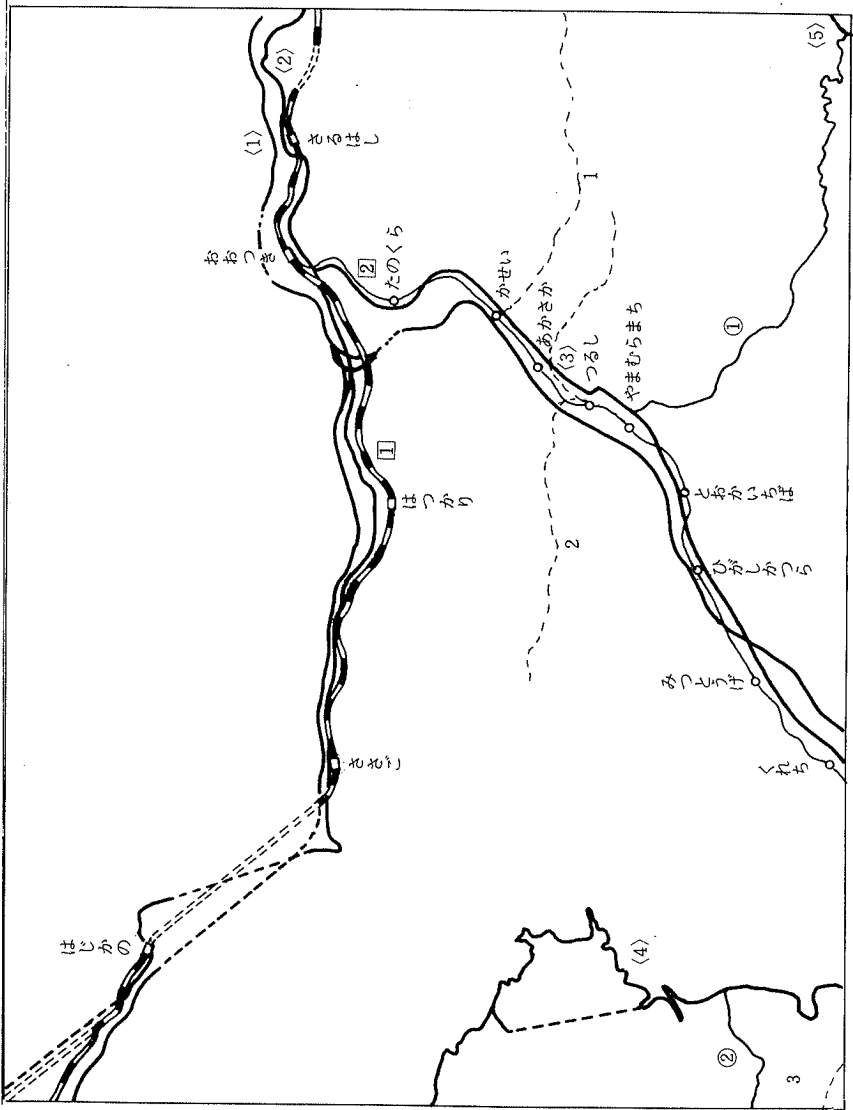 〈5〉
〈2〉
〈1〉
さるはし
1
おおつき
[2]
たのくら
かせい
あかさか
〈3〉
つるし
やまむらまち
①
[1]
はつかり
2
とおかいちば
ひがしかつら
みつとうげ
くれち
ささご
はじかの
〈4〉
②
3